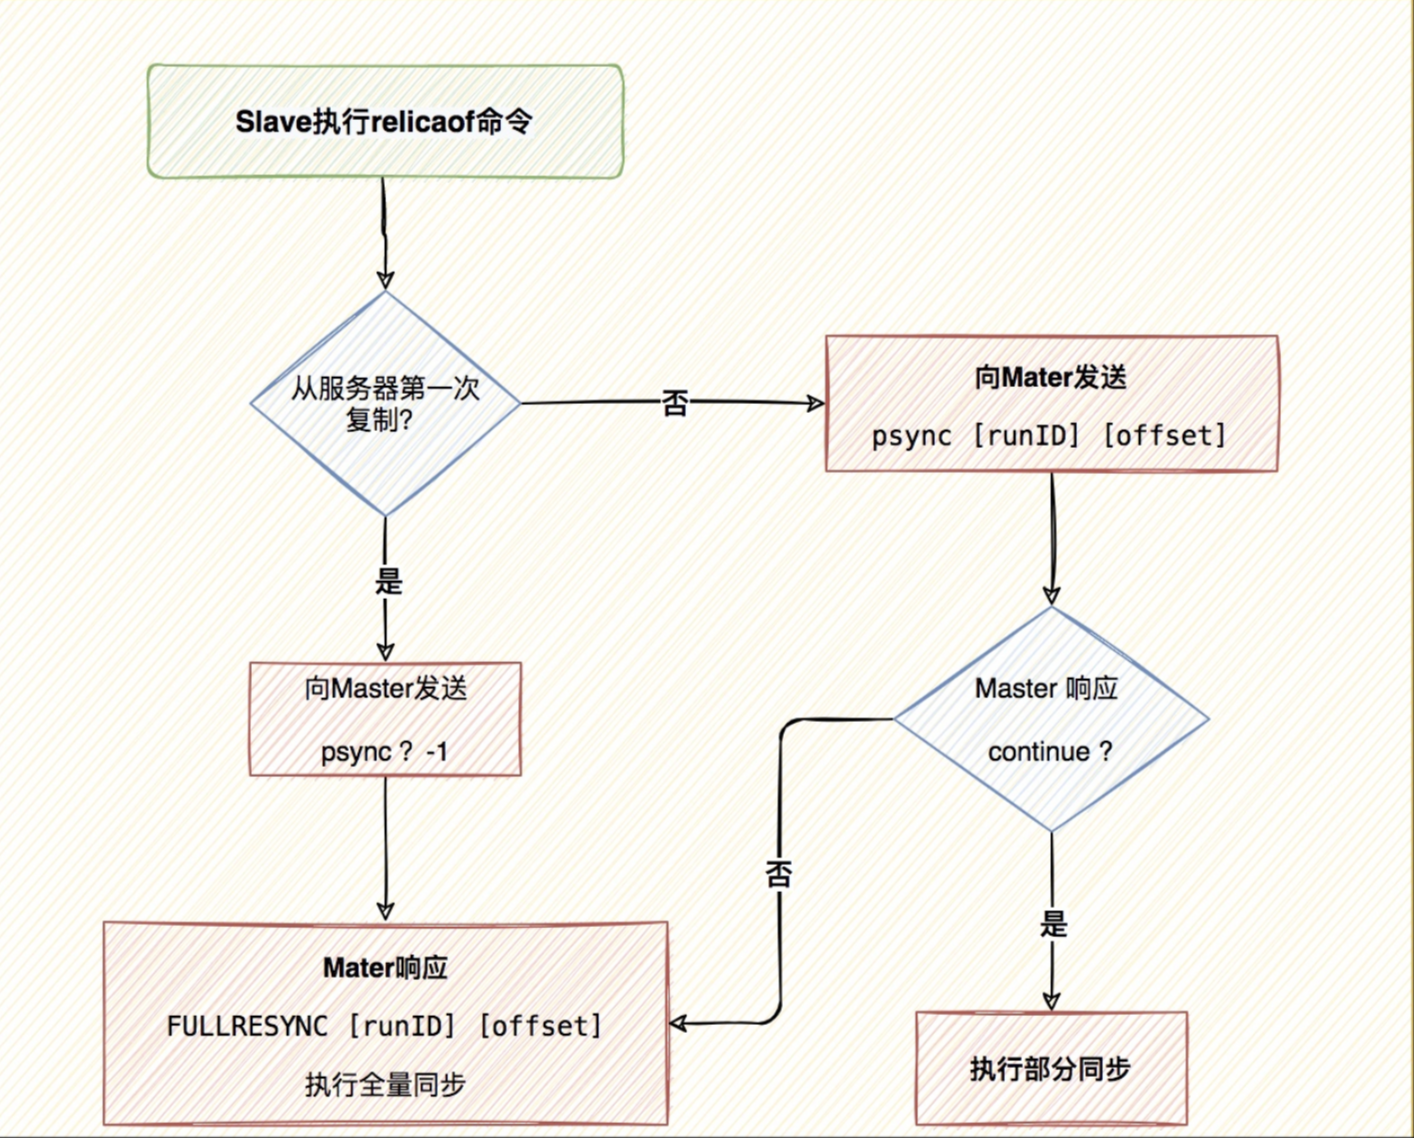 Slave执行relicaof命令
从服务器第一次
复制?
否
向Mater发送
psync [runID] [offset]
是
向Master发送
psync ? -1
Master 响应
continue ?
否
是
Mater响应
FULLRESYNC [runID] [offset]
执行全量同步
执行部分同步